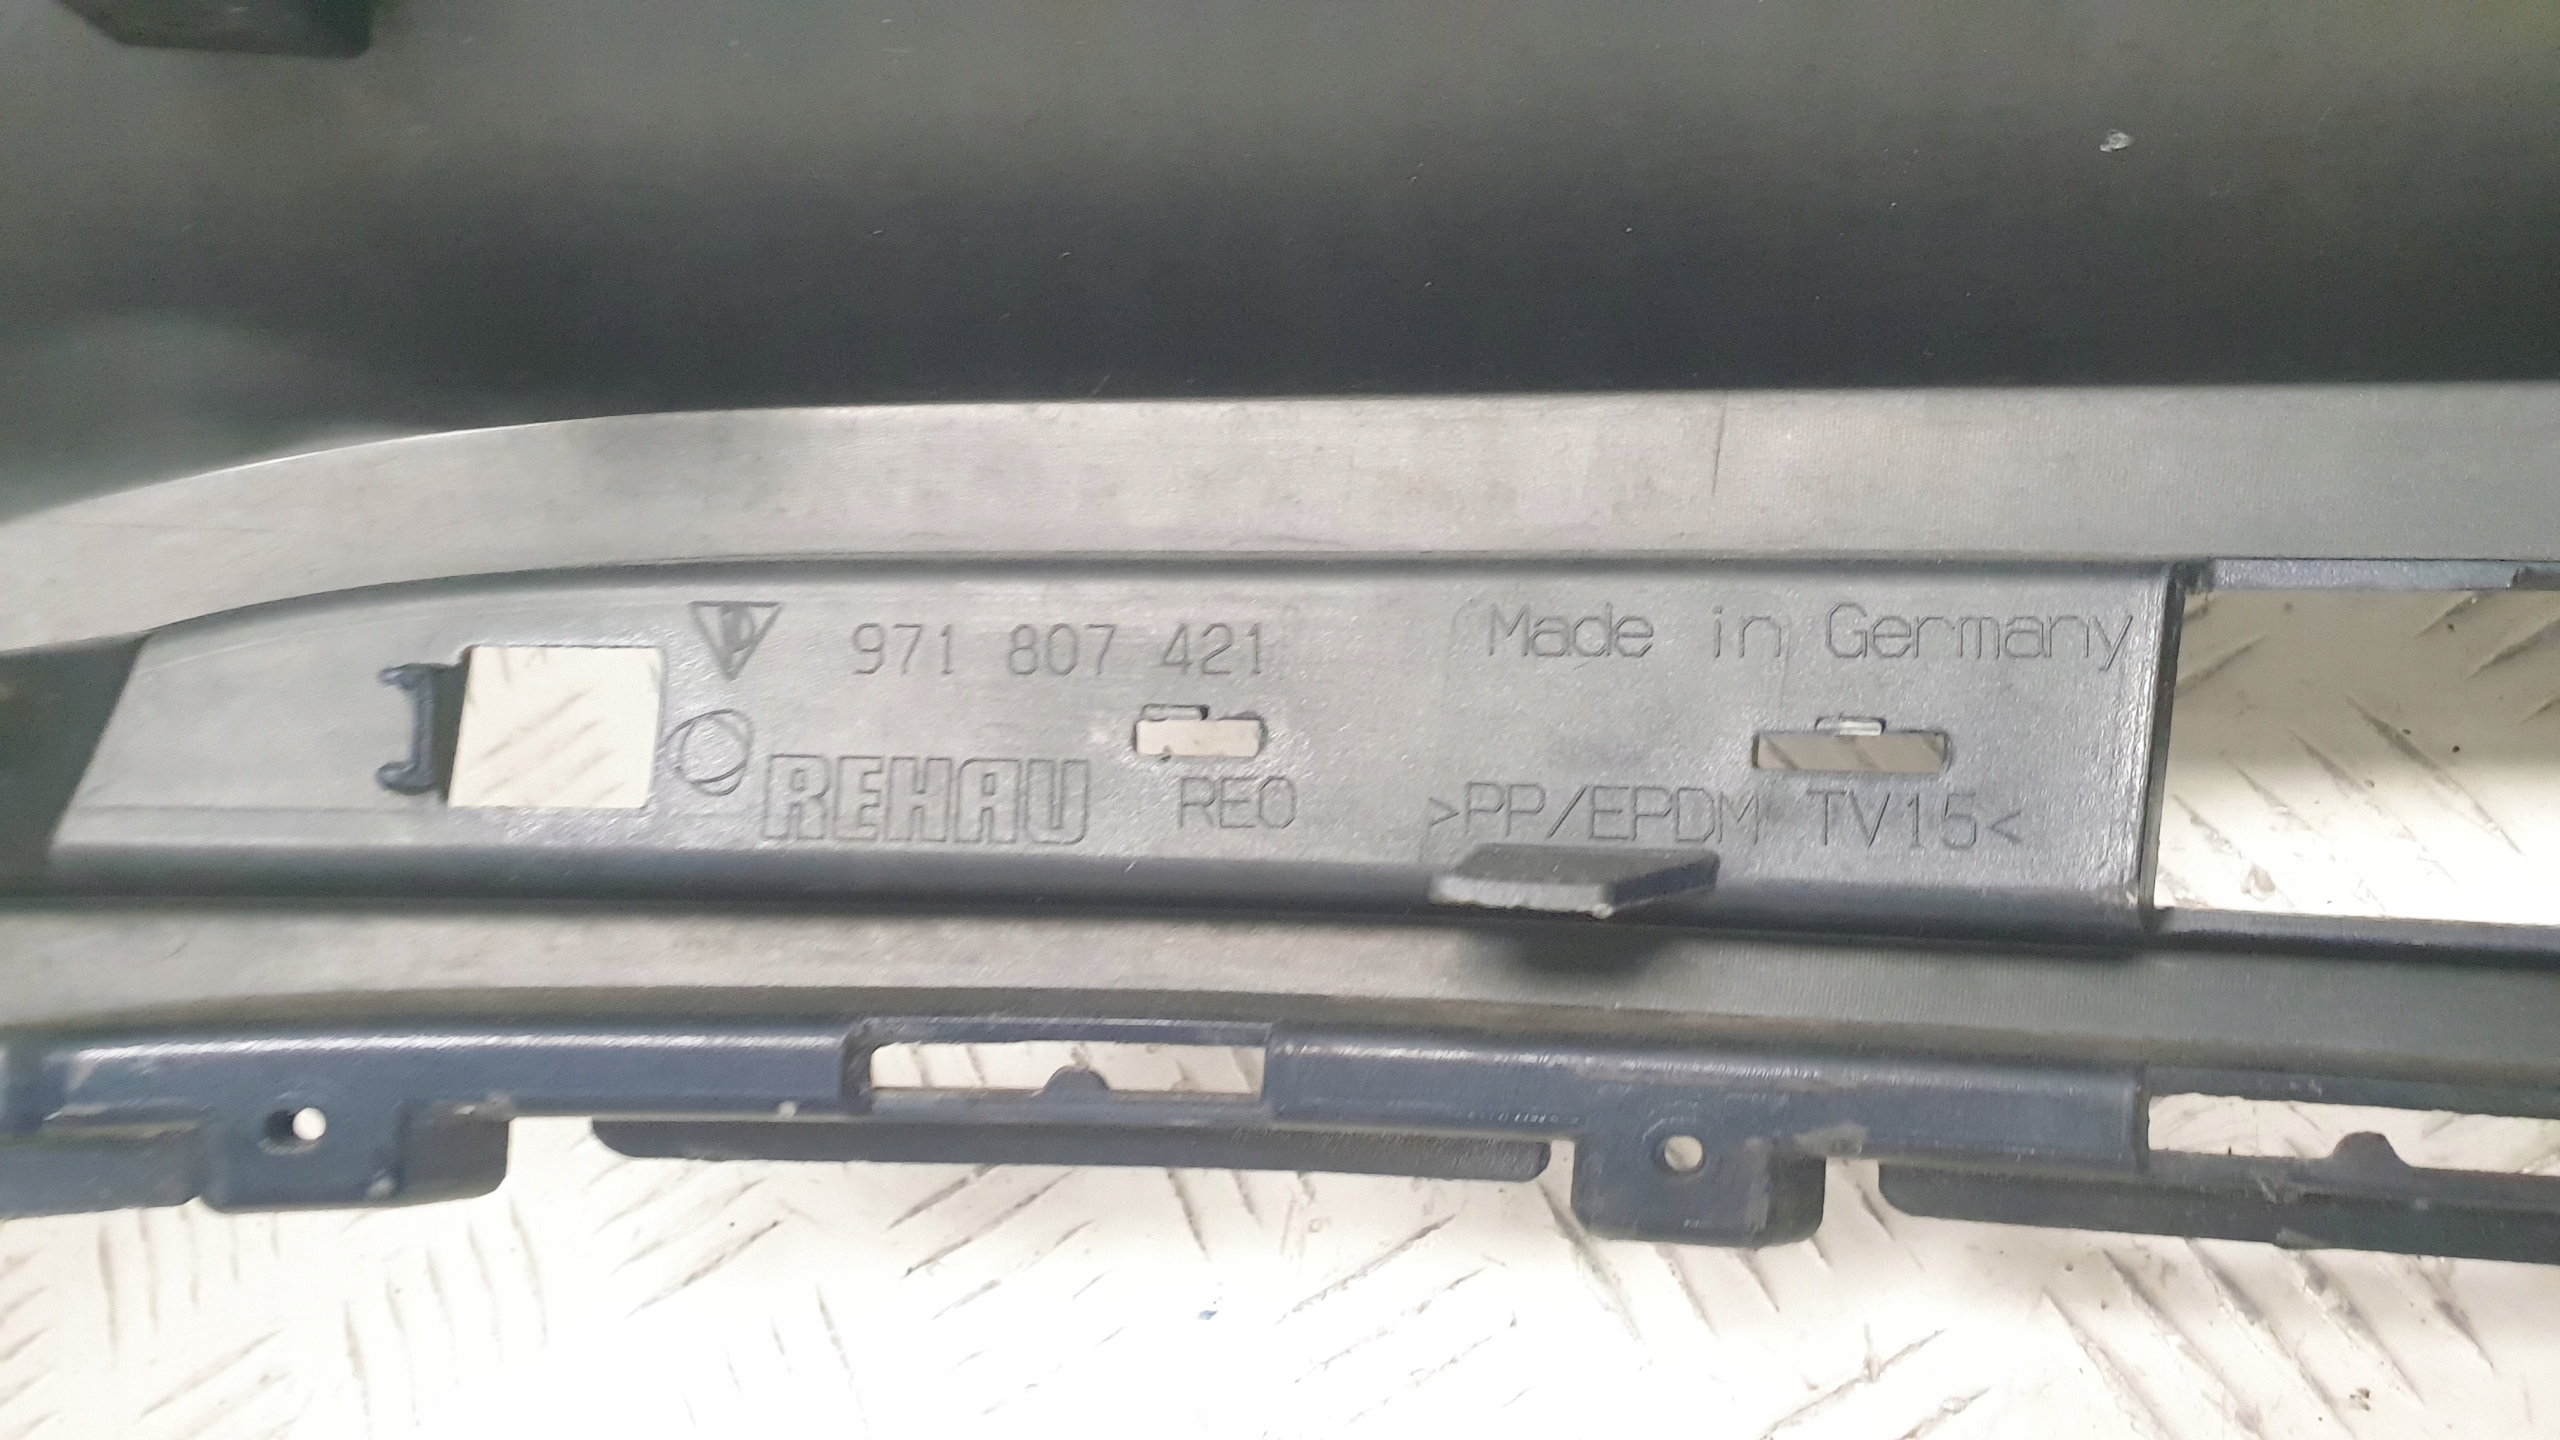 971 807 421
Made in Germany
REHAU
REO
>PP/EPDM TV15<